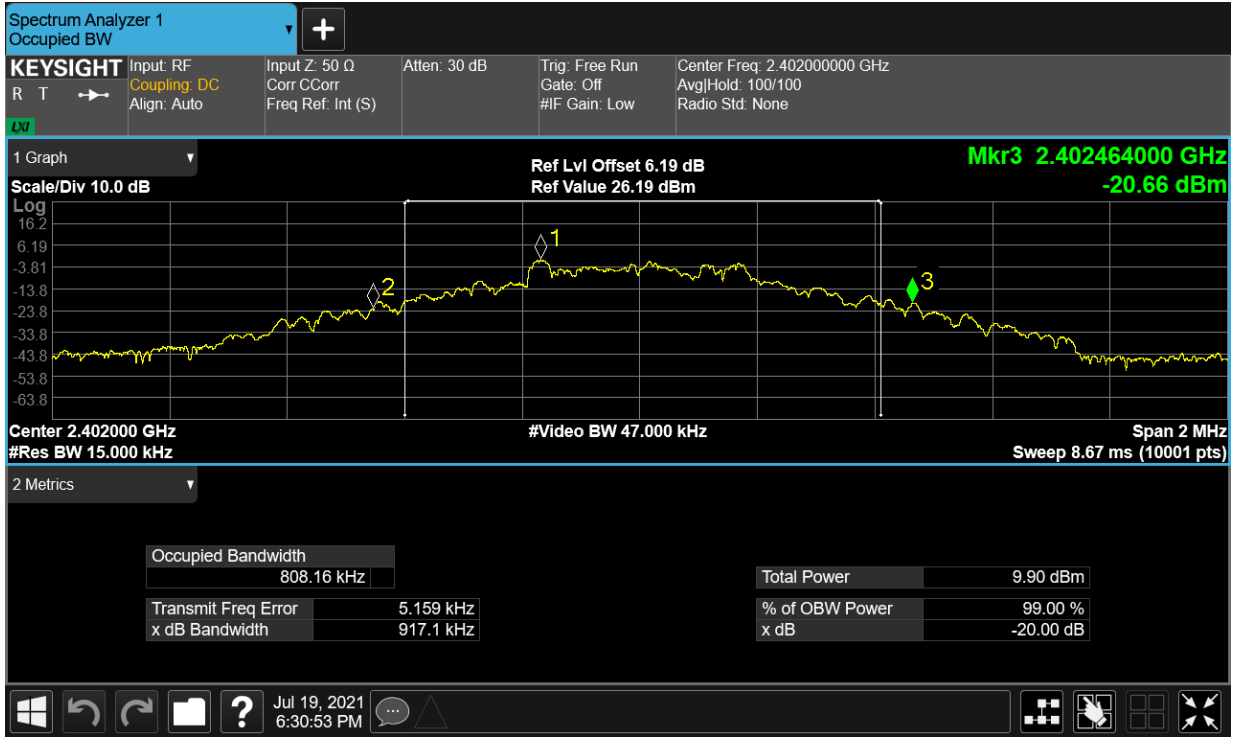 Spectrum Analyzer 1
Occupied BW
KEYSIGHT
R T
LXI
Input: RF
Coupling: DC
Align: Auto
Input Z: 50 Ω
Corr CCorr
Freq Ref: Int (S)
Atten: 30 dB
Trig: Free Run
Gate: Off
#IF Gain: Low
Center Freq: 2.402000000 GHz
Avg|Hold: 100/100
Radio Std: None
1 Graph
Scale/Div 10.0 dB
Ref Lvl Offset 6.19 dB
Ref Value 26.19 dBm
Mkr3 2.402464000 GHz
-20.66 dBm
Log
16.2
6.19
-3.81
-13.8
-23.8
-33.8
-43.8
-53.8
-63.8
1
2
3
Center 2.402000 GHz
#Res BW 15.000 kHz
#Video BW 47.000 kHz
Span 2 MHz
Sweep 8.67 ms (10001 pts)
2 Metrics
Occupied Bandwidth
808.16 kHz
Transmit Freq Error 5.159 kHz
x dB Bandwidth 917.1 kHz
Total Power 9.90 dBm
% of OBW Power 99.00 %
x dB -20.00 dB
?
Jul 19, 2021
6:30:53 PM